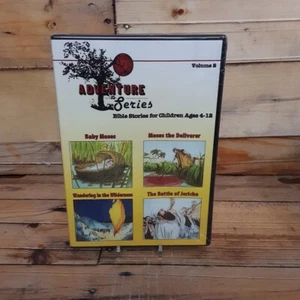 Volume 2
ADVENTURE
Series
Bible Stories for Children Ages 4-12
Baby Moses
Moses the Deliverer
Wandering in the Wilderness
The Battle of Jericho